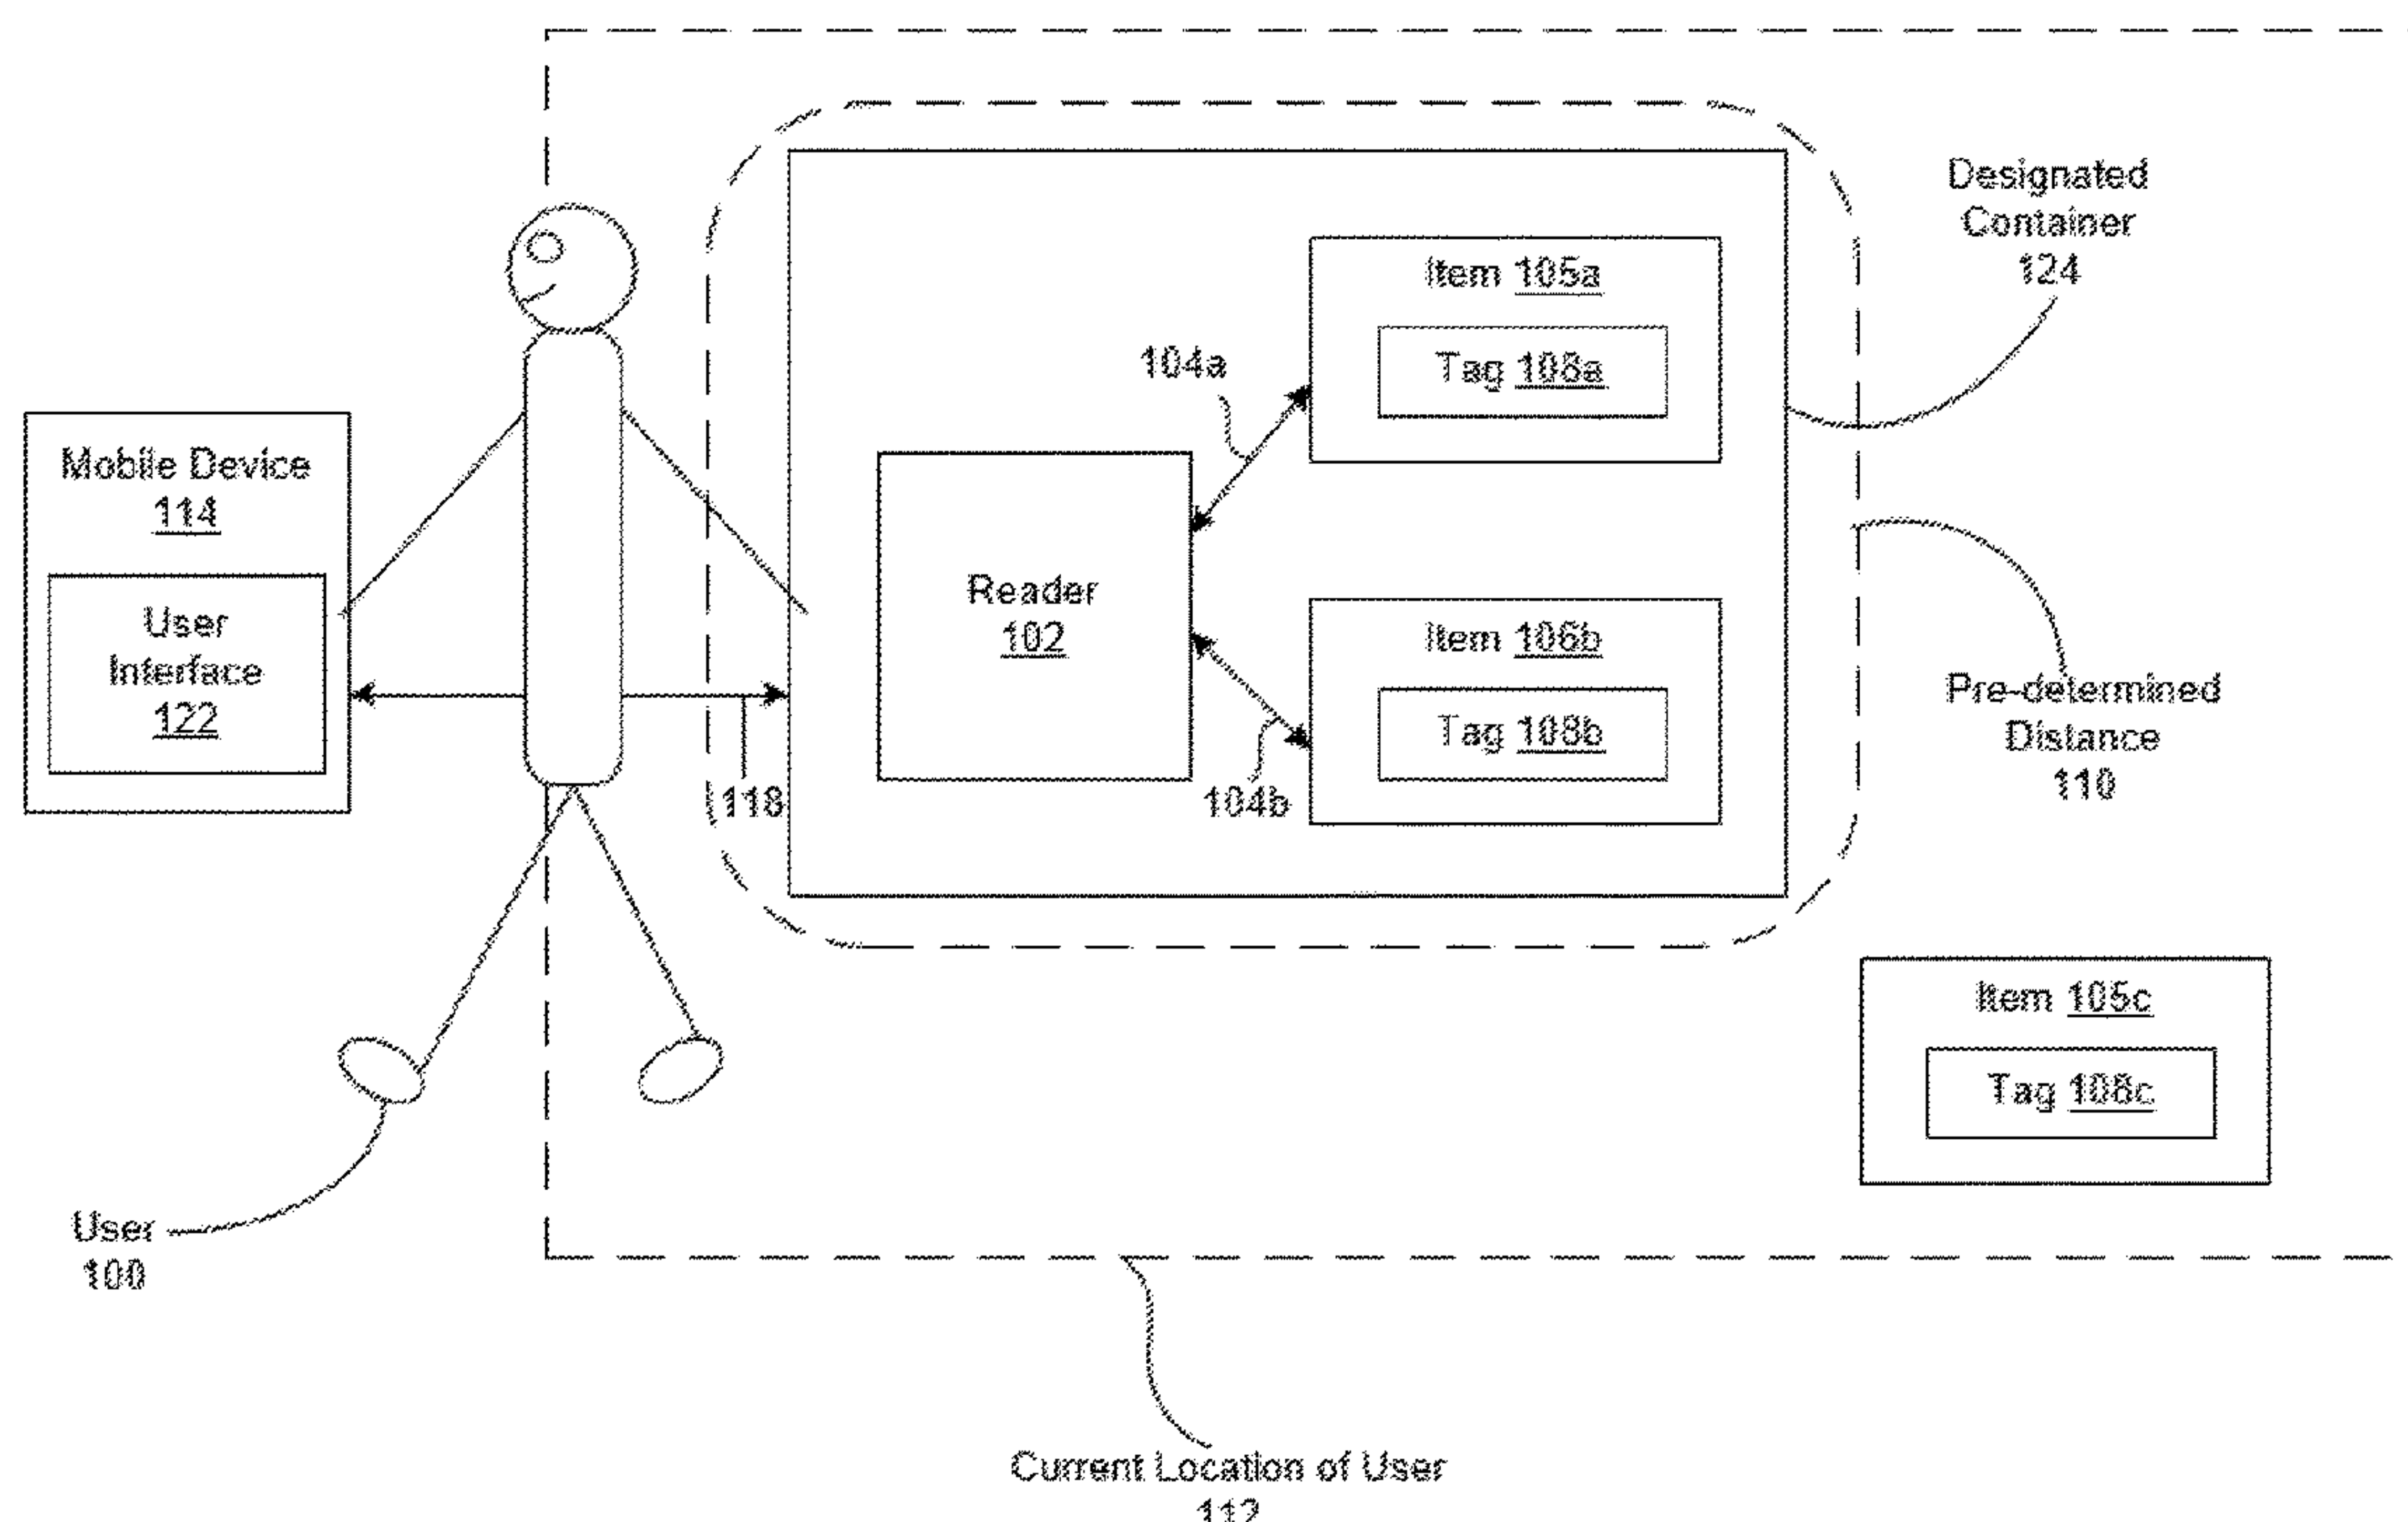 Designated
Container
124
Item 105a
Tag 108a
104a
Mobile Device
114
User
Interface
122
Reader
102
Item 106b
Tag 108b
118
104b
Pre-determined
Distance
110
Item 105c
Tag 108c
User
100
Current Location of User
112